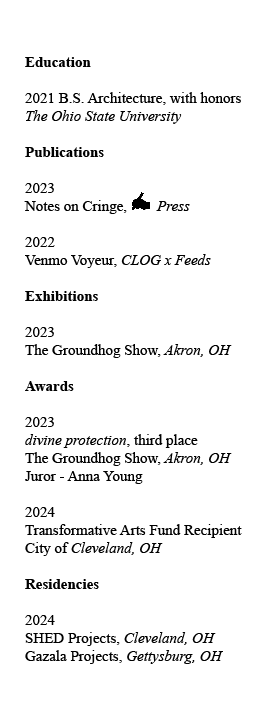 Education
2021 B.S. Architecture, with honors
The Ohio State University
Publications
2023
Notes on Cringe, ✍ Press
2022
Venmo Voyeur, CLOG x Feeds
Exhibitions
2023
The Groundhog Show, Akron, OH
Awards
2023
divine protection, third place
The Groundhog Show, Akron, OH
Juror - Anna Young
2024
Transformative Arts Fund Recipient
City of Cleveland, OH
Residencies
2024
SHED Projects, Cleveland, OH
Gazala Projects, Gettysburg, OH